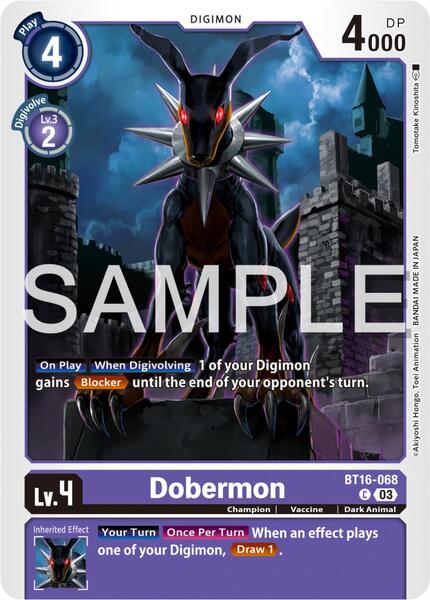 Play
4
DIGIMON
DP
4000
Digivolve
Lv.3
2
Tomotake Kinoshita
©Akiyoshi Hongo, Toei Animation BANDAI MADE IN JAPAN
SAMPLE
On Play When Digivolving 1 of your Digimon
gains Blocker until the end of your opponent's turn.
Lv.4
Dobermon
BT16-068
C 03
Champion | Vaccine | Dark Animal
Inherited Effect
Your Turn Once Per Turn When an effect plays
one of your Digimon, Draw 1.